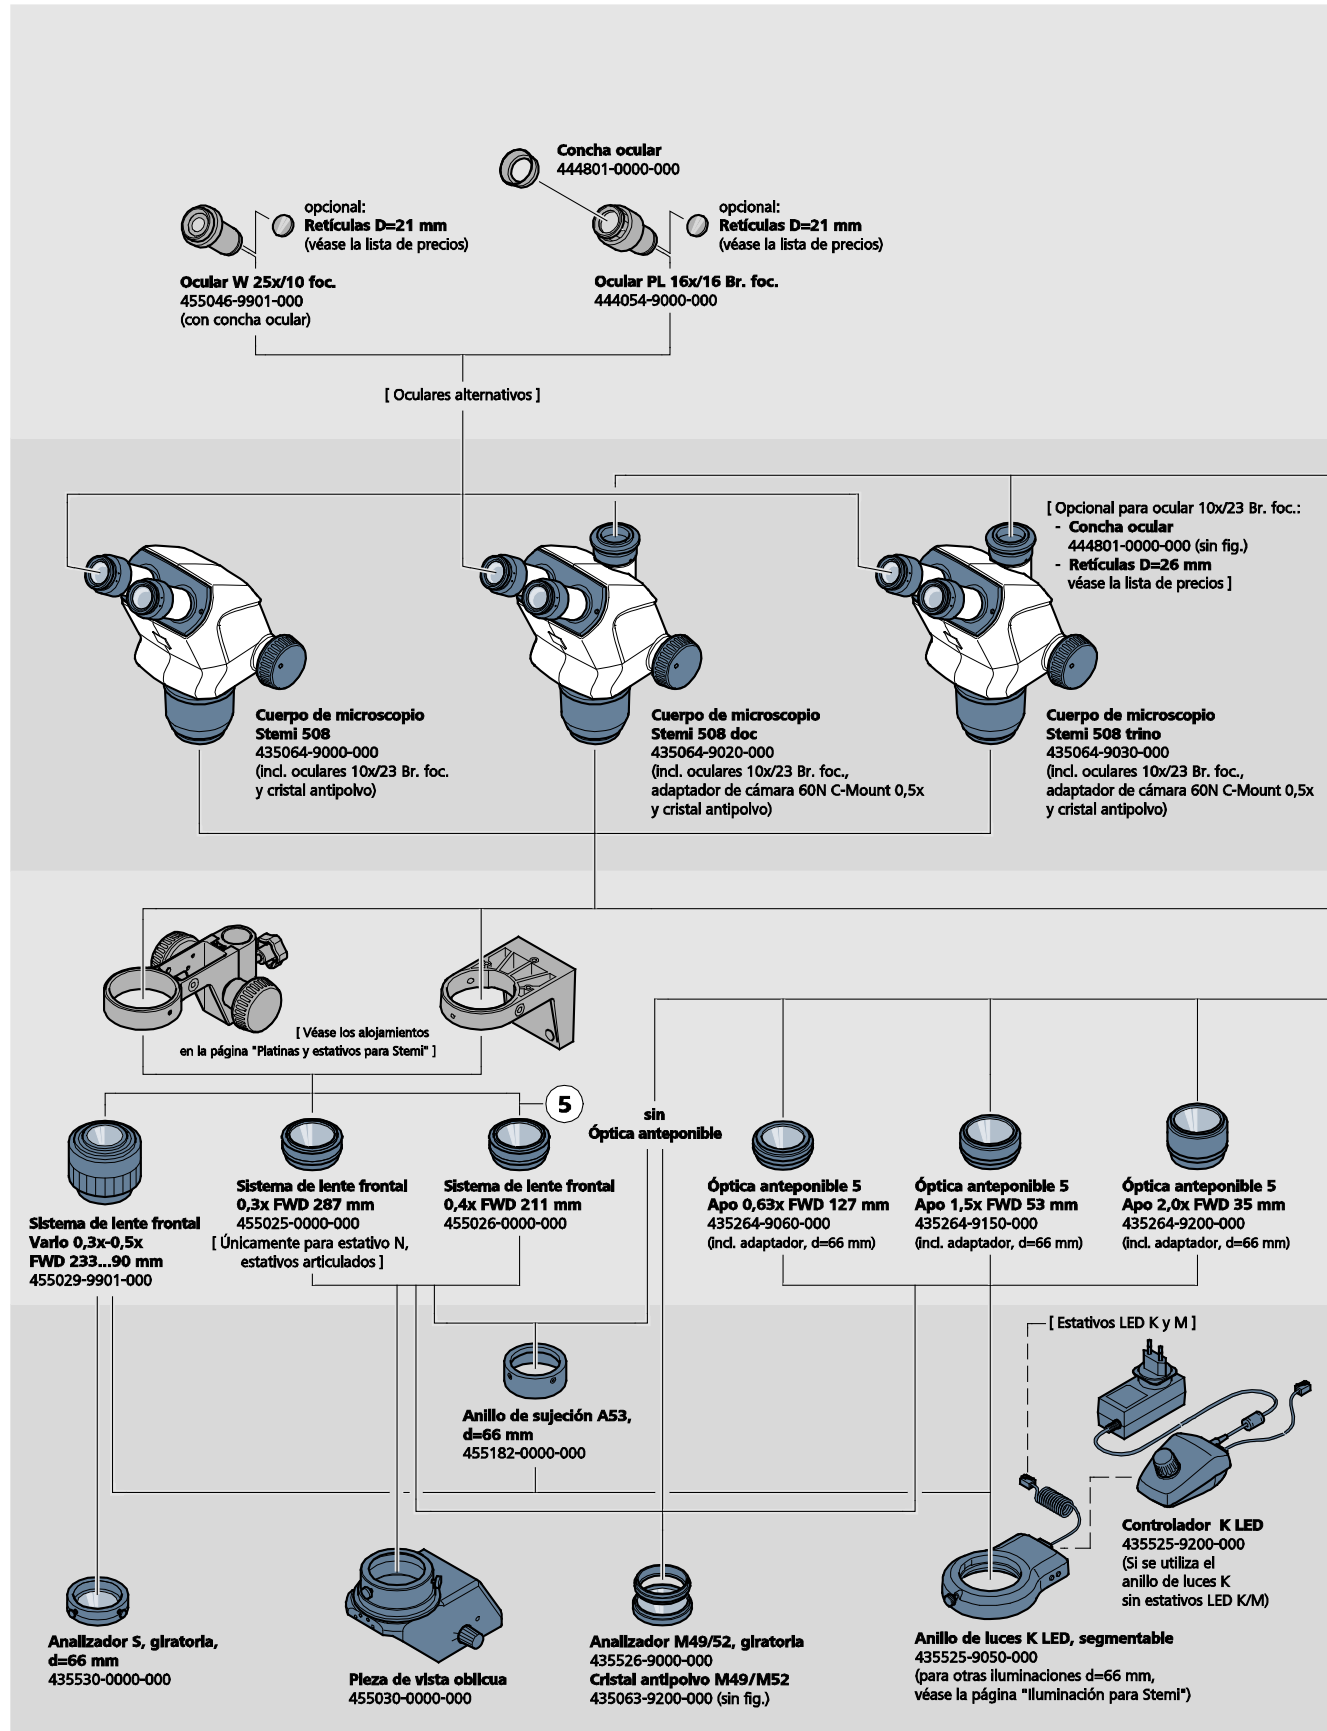 Concha ocular
444801-0000-000
opcional:
Retículas D=21 mm
(véase la lista de precios)
opcional:
Retículas D=21 mm
(véase la lista de precios)
Ocular W 25x/10 foc.
455046-9901-000
(con concha ocular)
Ocular PL 16x/16 Br. foc.
444054-9000-000
[ Oculares alternativos ]
[ Opcional para ocular 10x/23 Br. foc.:
- Concha ocular
444801-0000-000 (sin fig.)
- Retículas D=26 mm
véase la lista de precios ]
Cuerpo de microscopio
Stemi 508
435064-9000-000
(incl. oculares 10x/23 Br. foc.
y cristal antipolvo)
Cuerpo de microscopio
Stemi 508 doc
435064-9020-000
(incl. oculares 10x/23 Br. foc.,
adaptador de cámara 60N C-Mount 0,5x
y cristal antipolvo)
Cuerpo de microscopio
Stemi 508 trino
435064-9030-000
(incl. oculares 10x/23 Br. foc.,
adaptador de cámara 60N C-Mount 0,5x
y cristal antipolvo)
[ Véase los alojamientos
en la página "Platinas y estativos para Stemi" ]
5
sin
Óptica anteponible
Sistema de lente frontal
Vario 0,3x-0,5x
FWD 233...90 mm
455029-9901-000
Sistema de lente frontal
0,3x FWD 287 mm
455025-0000-000
[ Únicamente para estativo N,
estativos articulados ]
Sistema de lente frontal
0,4x FWD 211 mm
455026-0000-000
Óptica anteponible 5
Apo 0,63x FWD 127 mm
435264-9060-000
(incl. adaptador, d=66 mm)
Óptica anteponible 5
Apo 1,5x FWD 53 mm
435264-9150-000
(incl. adaptador, d=66 mm)
Óptica anteponible 5
Apo 2,0x FWD 35 mm
435264-9200-000
(incl. adaptador, d=66 mm)
[ Estativos LED K y M ]
Anillo de sujeción A53,
d=66 mm
455182-0000-000
Controlador K LED
435525-9200-000
(Si se utiliza el
anillo de luces K
sin estativos LED K/M)
Analizador S, giratoria,
d=66 mm
435530-0000-000
Pieza de vista oblicua
455030-0000-000
Analizador M49/52, giratoria
435526-9000-000
Cristal antipolvo M49/M52
435063-9200-000 (sin fig.)
Anillo de luces K LED, segmentable
435525-9050-000
(para otras iluminaciones d=66 mm,
véase la página "Iluminación para Stemi")